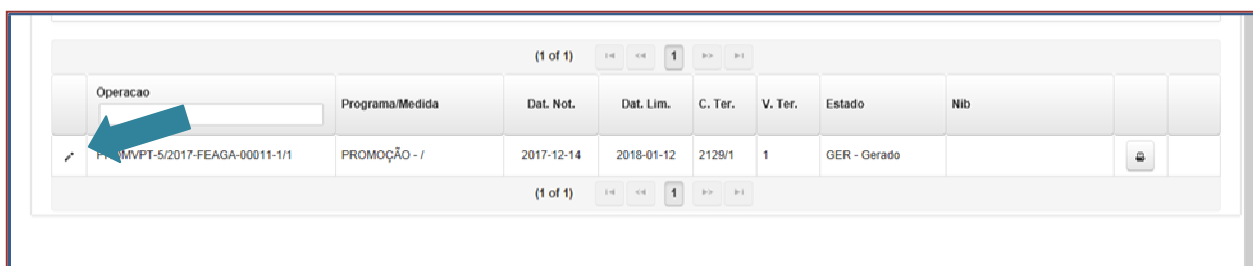 (1 of 1) 1
Operacao Programa/Medida Dat. Not. Dat. Lim. C. Ter. V. Ter. Estado Nib
MVPT-5/2017-FEAGA-00011-1/1 PROMOÇÃO - / 2017-12-14 2018-01-12 2129/1 1 GER - Gerado
(1 of 1) 1